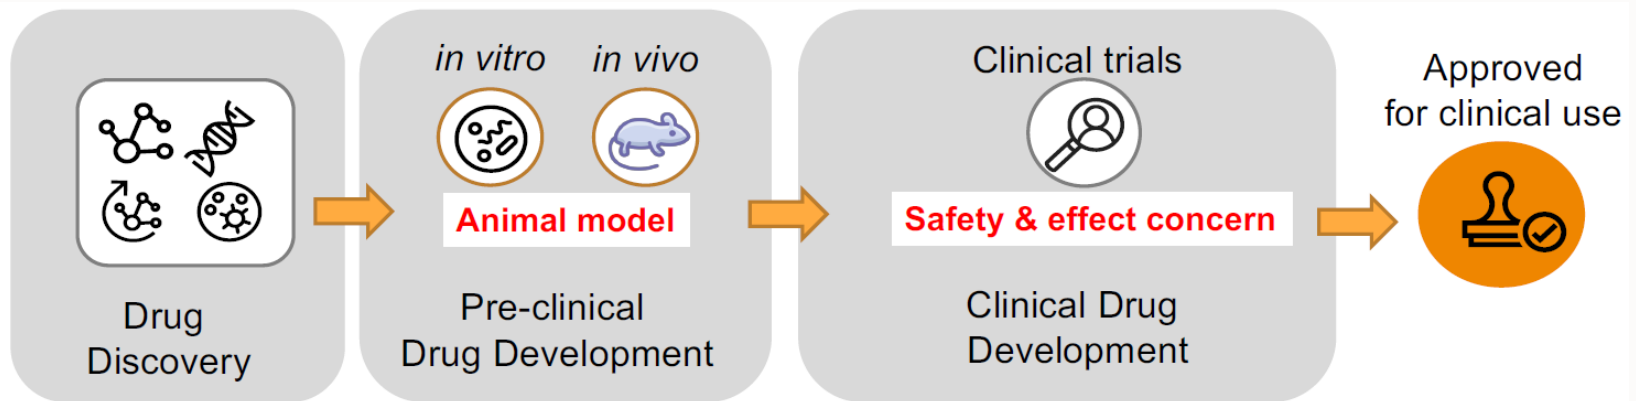 in vitro
in vivo
Animal model
Clinical trials
Safety & effect concern
Approved
for clinical use
Drug
Discovery
Pre-clinical
Drug Development
Clinical Drug
Development